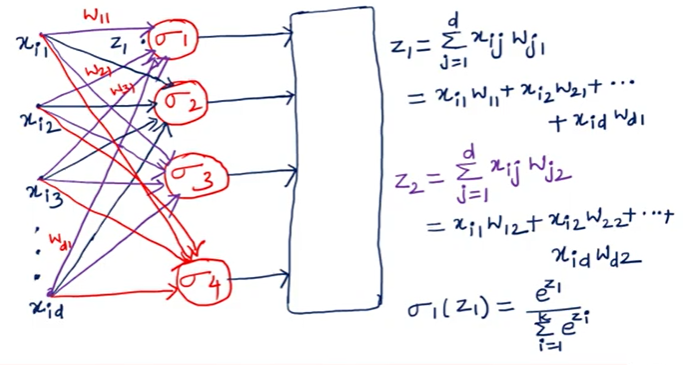 w11
xi1
z1
σ1
w21
w31
xi2
σ2
xi3
σ3
wd1
xid
σ4
z1 = Σ_{j=1}^{d} xij wj1
= xi1 w11 + xi2 w21 + ...
+ xid wd1
z2 = Σ_{j=1}^{d} xij wj2
= xi1 w12 + xi2 w22 + ... +
xid wd2
σ1(z1) = e^{z1} / Σ_{i=1}^{k} e^{zi}